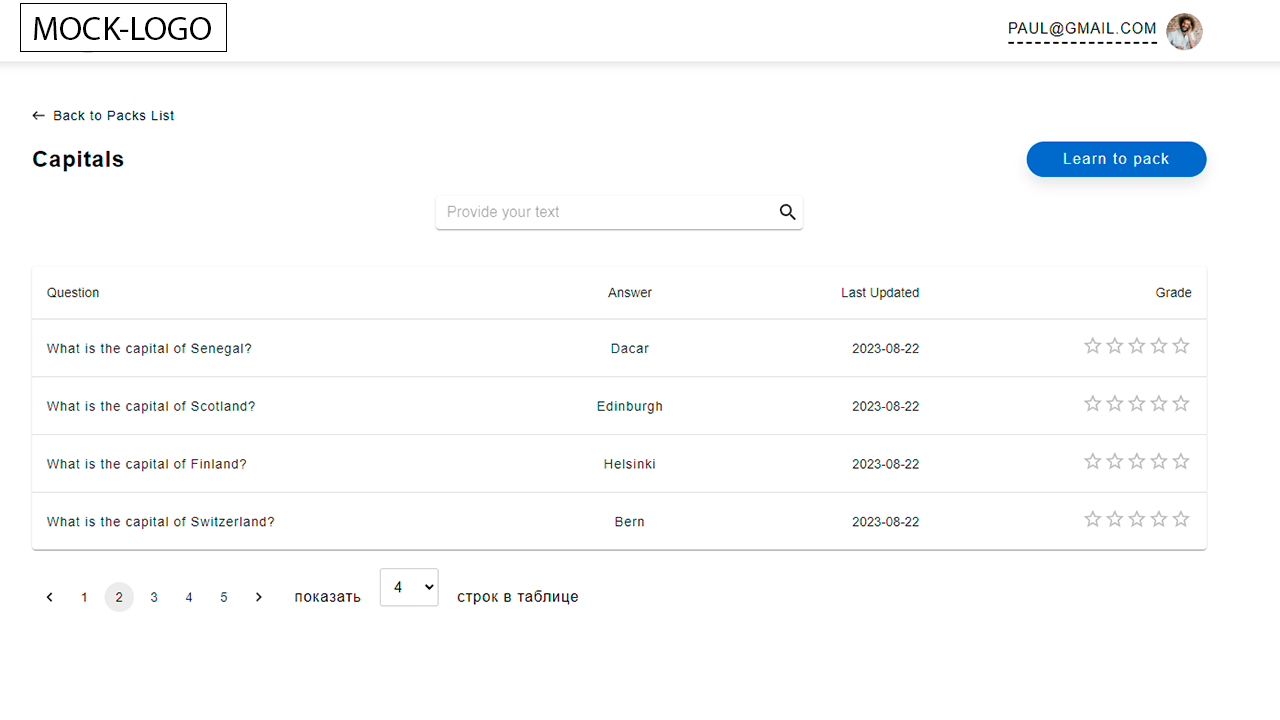 MOCK-LOGO
PAUL@GMAIL.COM
Back to Packs List
Capitals
Learn to pack
Provide your text
Question Answer Last Updated Grade
What is the capital of Senegal? Dacar 2023-08-22
What is the capital of Scotland? Edinburgh 2023-08-22
What is the capital of Finland? Helsinki 2023-08-22
What is the capital of Switzerland? Bern 2023-08-22
1 2 3 4 5 показать 4 строк в таблице